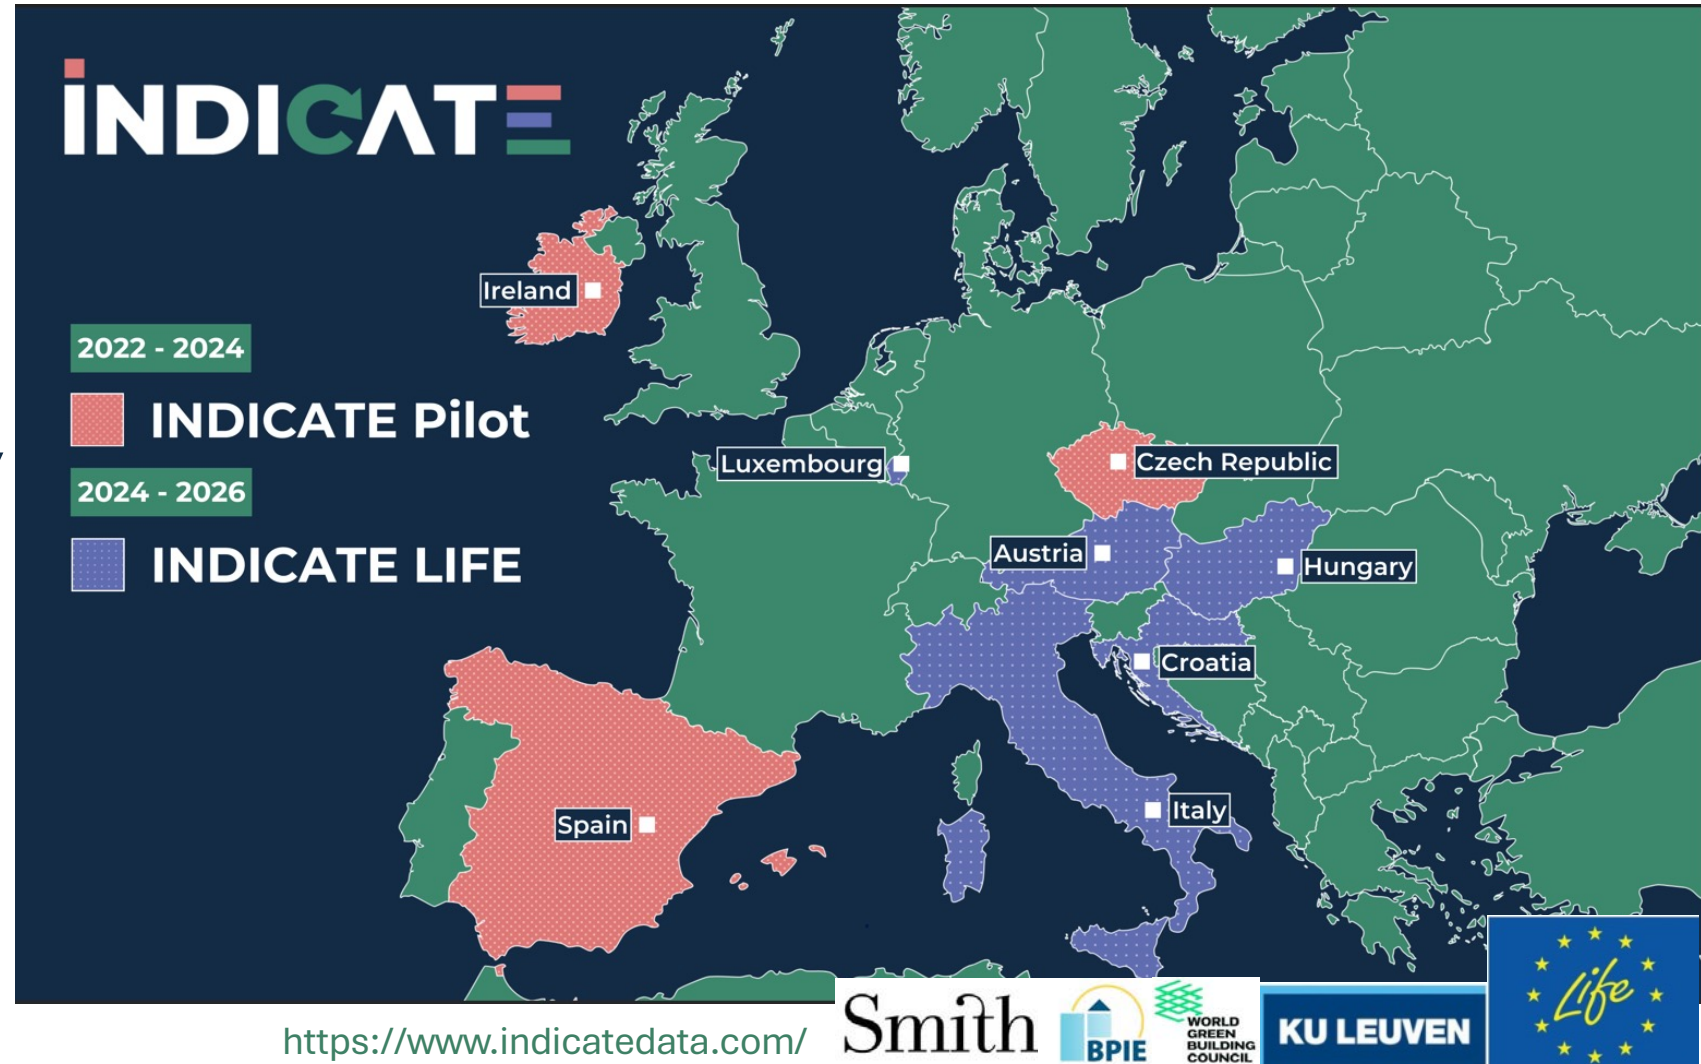 INDICATE
Ireland
2022 - 2024
INDICATE Pilot
Luxembourg
Czech Republic
2024 - 2026
INDICATE LIFE
Austria
Hungary
Croatia
Spain
Italy
https://www.indicatedata.com/
Smith
BPIE
WORLD
GREEN
BUILDING
COUNCIL
KU LEUVEN
Life